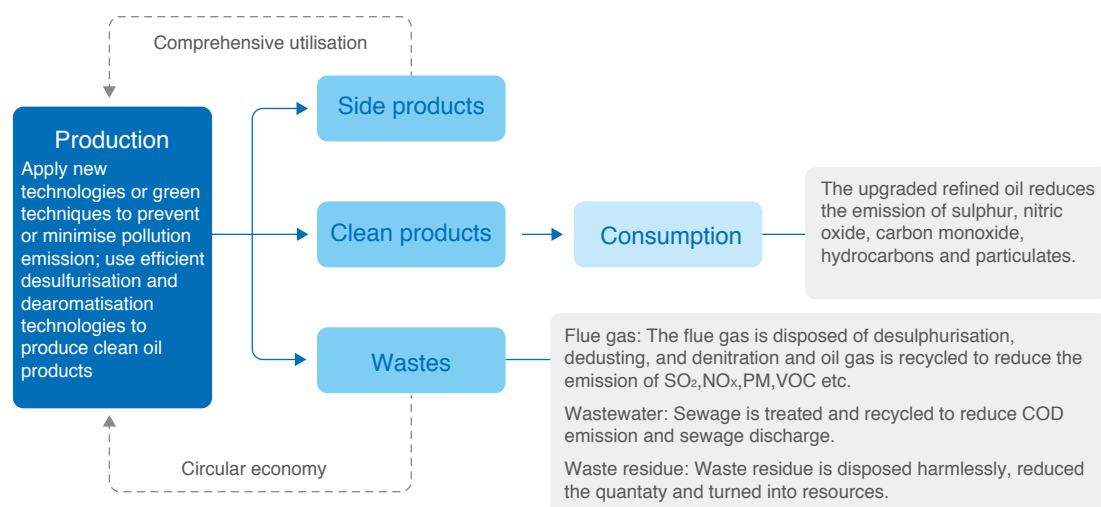 Comprehensive utilisation
Side products
Production
Apply new
technologies or green
techniques to prevent
or minimise pollution
emission; use efficient
desulfurisation and
dearomatisation
technologies to
produce clean oil
products
Clean products
Consumption
The upgraded refined oil reduces
the emission of sulphur, nitric
oxide, carbon monoxide,
hydrocarbons and particulates.
Wastes
Flue gas: The flue gas is disposed of desulphurisation,
dedusting, and denitration and oil gas is recycled to reduce the
emission of SO₂,NOx,PM,VOC etc.
Wastewater: Sewage is treated and recycled to reduce COD
emission and sewage discharge.
Waste residue: Waste residue is disposed harmlessly, reduced
the quantaty and turned into resources.
Circular economy